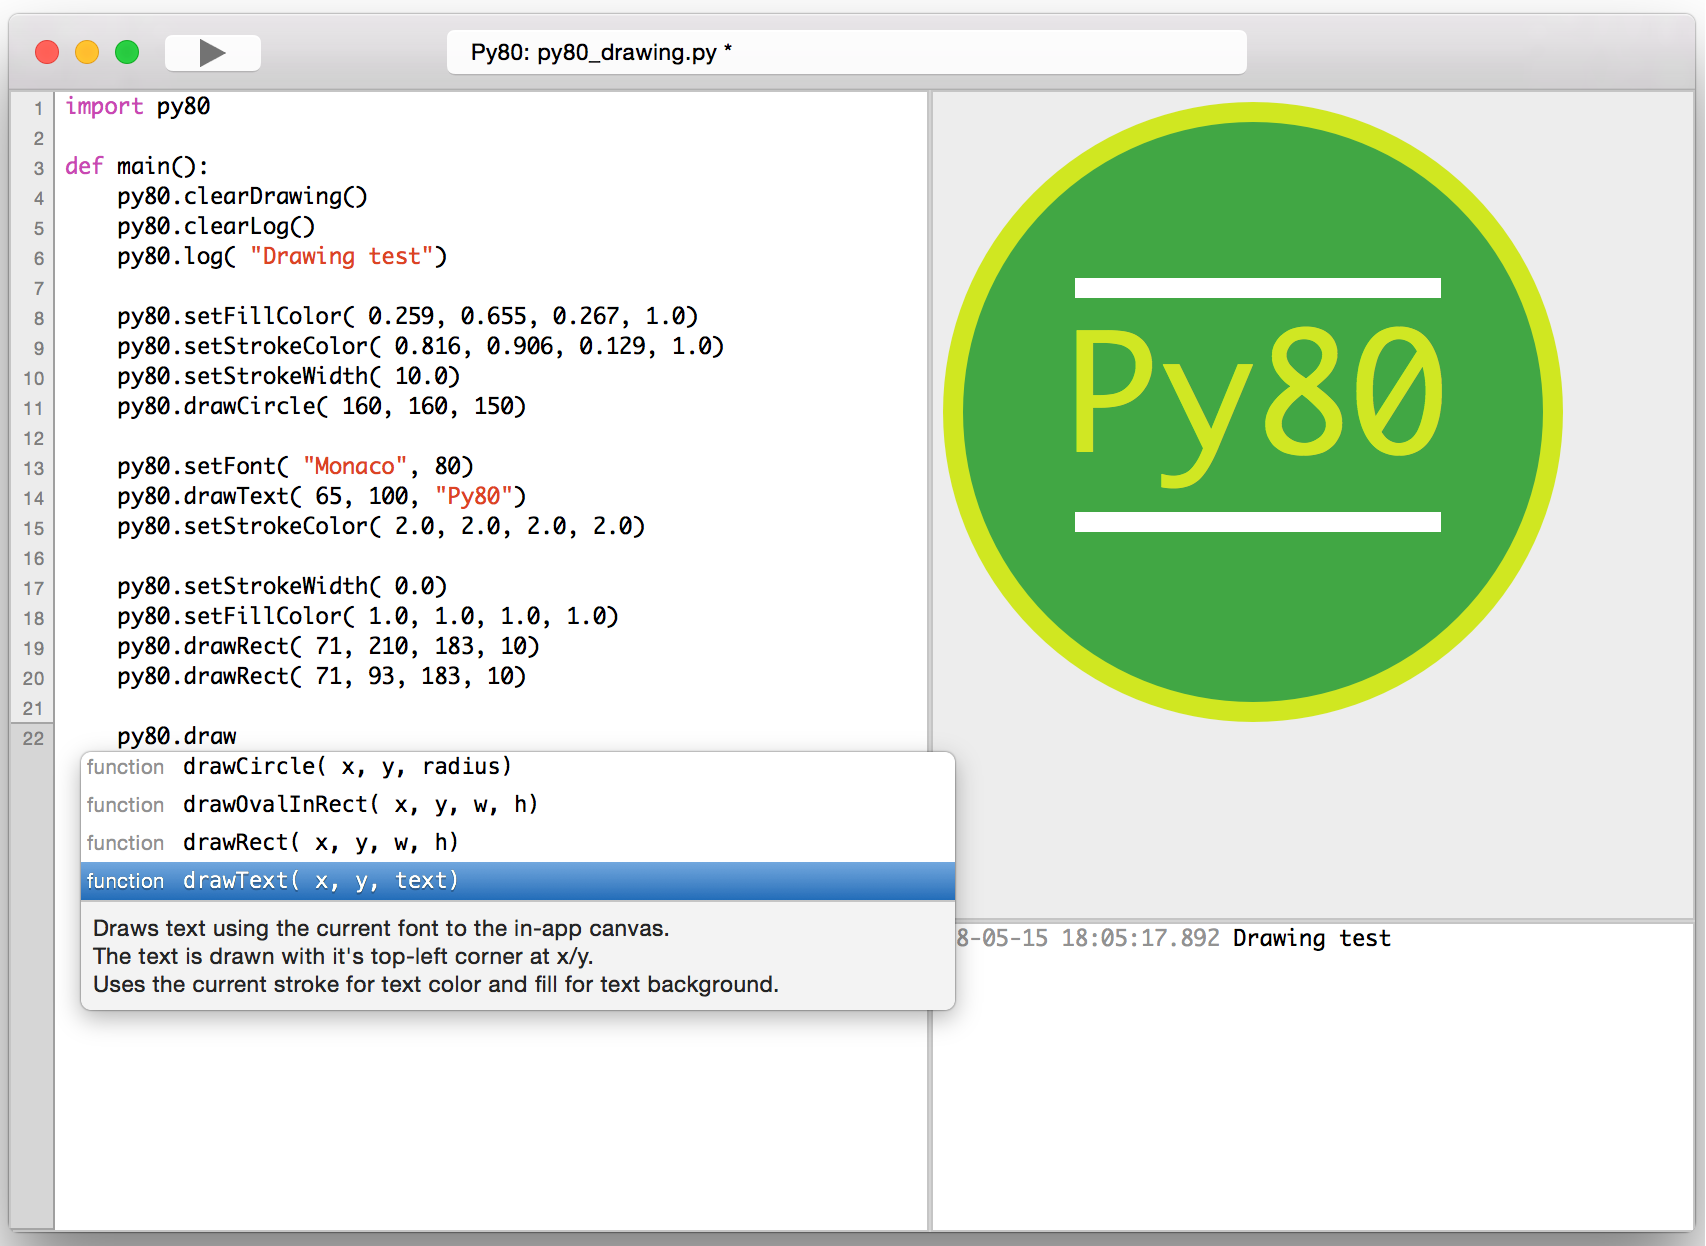 Py80: py80_drawing.py *
1 import py80
2
3 def main():
4 py80.clearDrawing()
5 py80.clearLog()
6 py80.log( "Drawing test")
7
8 py80.setFillColor( 0.259, 0.655, 0.267, 1.0)
9 py80.setStrokeColor( 0.816, 0.906, 0.129, 1.0)
10 py80.setStrokeWidth( 10.0)
11 py80.drawCircle( 160, 160, 150)
12
13 py80.setFont( "Monaco", 80)
14 py80.drawText( 65, 100, "Py80")
15 py80.setStrokeColor( 2.0, 2.0, 2.0, 2.0)
16
17 py80.setStrokeWidth( 0.0)
18 py80.setFillColor( 1.0, 1.0, 1.0, 1.0)
19 py80.drawRect( 71, 210, 183, 10)
20 py80.drawRect( 71, 93, 183, 10)
21
22 py80.draw
function drawCircle( x, y, radius)
function drawOvalInRect( x, y, w, h)
function drawRect( x, y, w, h)
function drawText( x, y, text)
Draws text using the current font to the in-app canvas.
The text is drawn with it's top-left corner at x/y.
Uses the current stroke for text color and fill for text background.
Py80
8-05-15 18:05:17.892 Drawing test